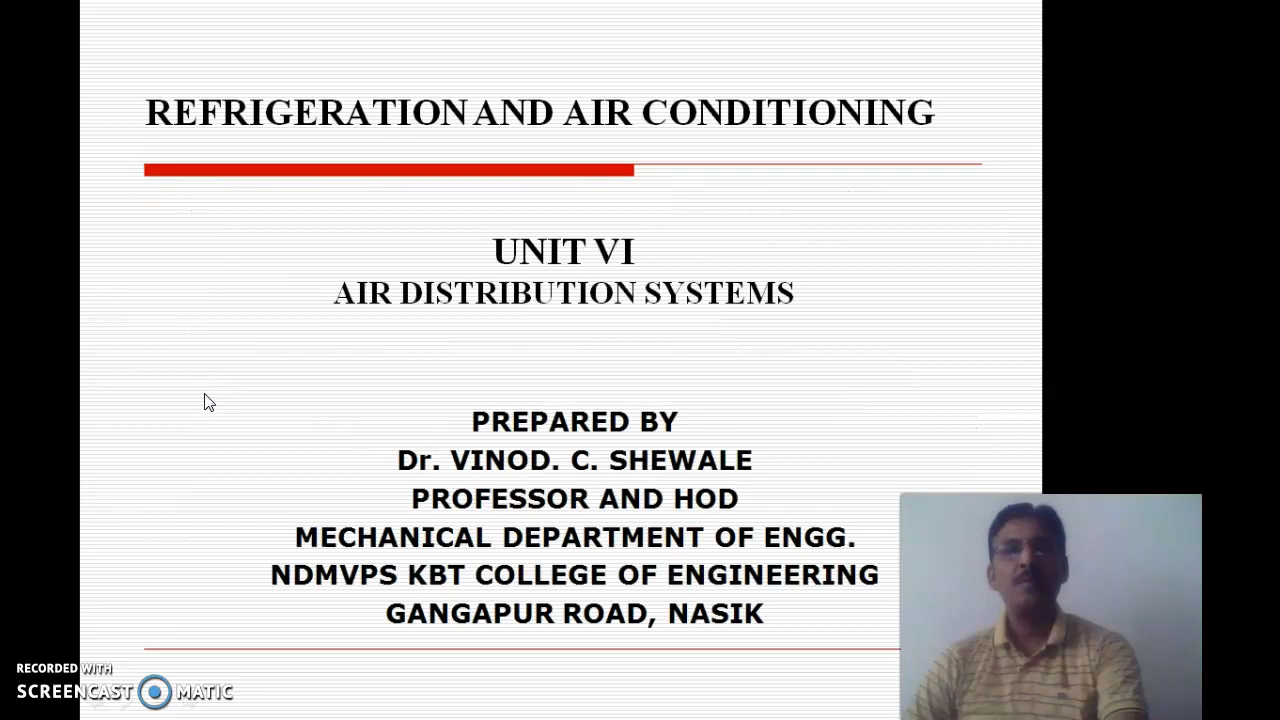 REFRIGERATION AND AIR CONDITIONING
UNIT VI
AIR DISTRIBUTION SYSTEMS
PREPARED BY
Dr. VINOD. C. SHEWALE
PROFESSOR AND HOD
MECHANICAL DEPARTMENT OF ENGG.
NDMVPS KBT COLLEGE OF ENGINEERING
GANGAPUR ROAD, NASIK
RECORDED WITH
SCREENCAST MATIC